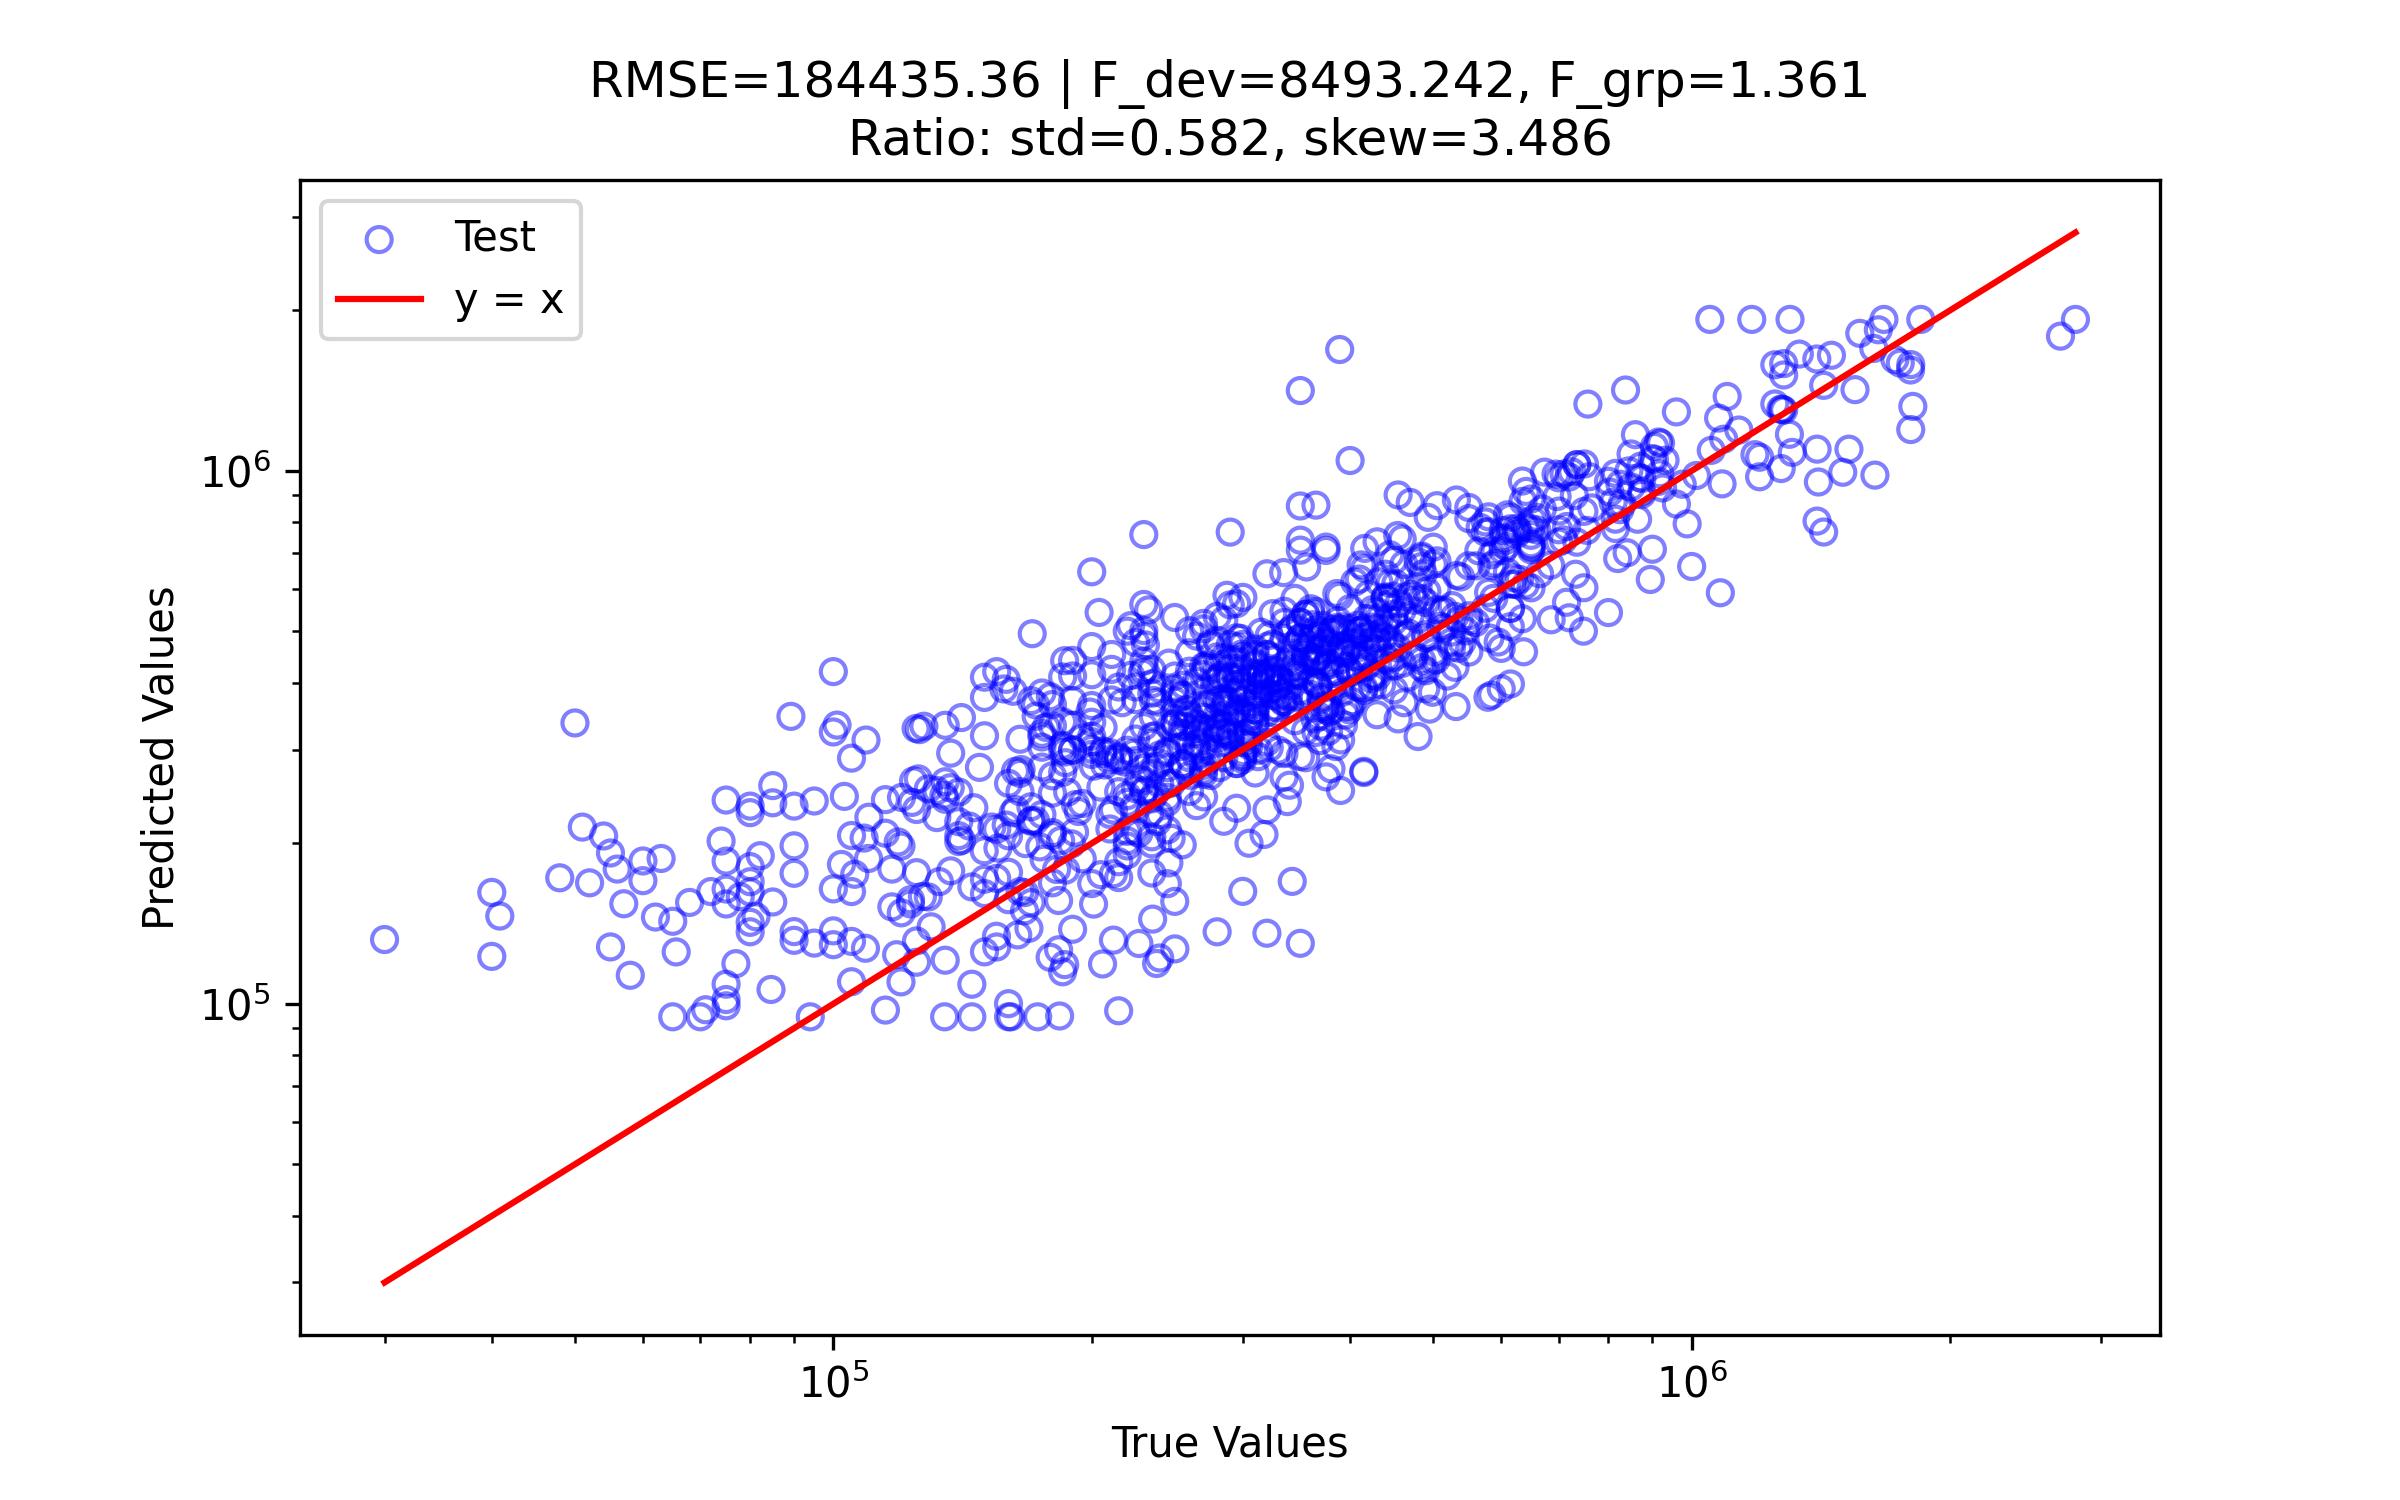 RMSE=184435.36 | F_dev=8493.242, F_grp=1.361
Ratio: std=0.582, skew=3.486
Test
y = x
Predicted Values
10⁶
10⁵
10⁵
10⁶
True Values